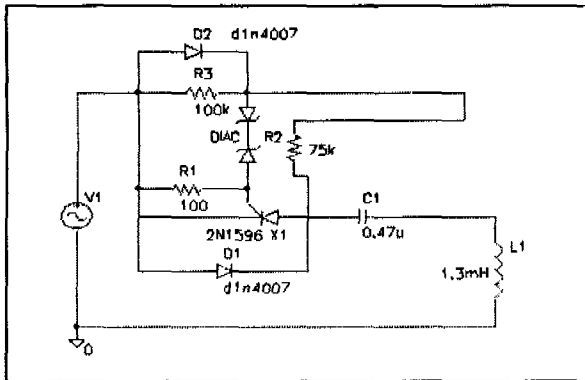 D2 d1n4007
R3
100k
DIAC
R2
75k
R1
100
V1
2N1596 X1
C1
0.47u
D1
d1n4007
L1
1.3mH
0